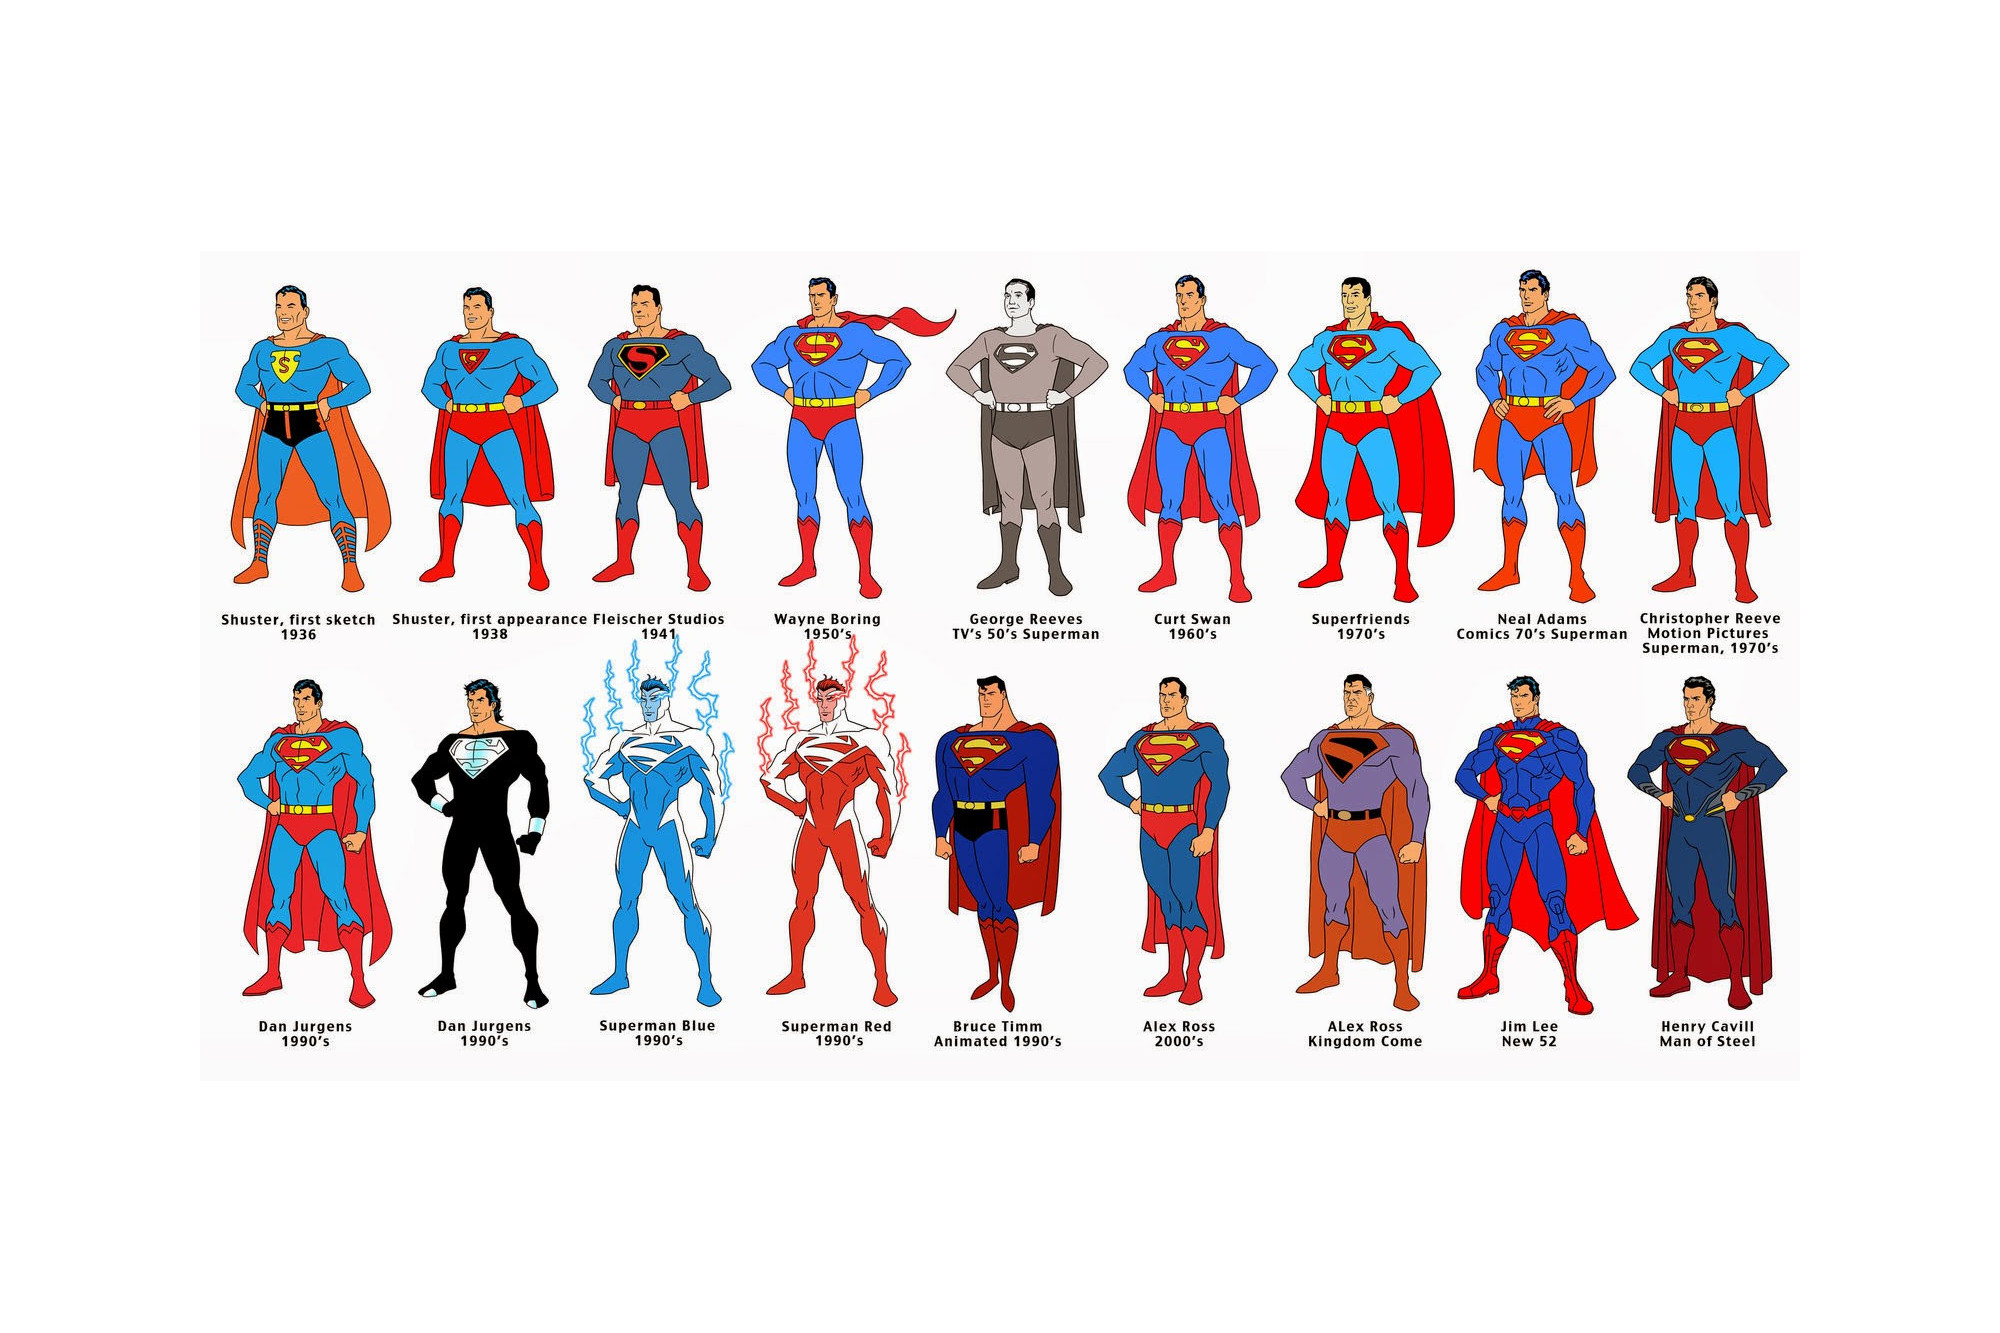 Shuster, first sketch
1936
Shuster, first appearance
1938
Fleischer Studios
1941
Wayne Boring
1950's
George Reeves
TV's 50's Superman
Curt Swan
1960's
Superfriends
1970's
Neal Adams
Comics 70's Superman
Christopher Reeve
Motion Pictures
Superman, 1970's
Dan Jurgens
1990's
Dan Jurgens
1990's
Superman Blue
1990's
Superman Red
1990's
Bruce Timm
Animated 1990's
Alex Ross
2000's
ALex Ross
Kingdom Come
Jim Lee
New 52
Henry Cavill
Man of Steel